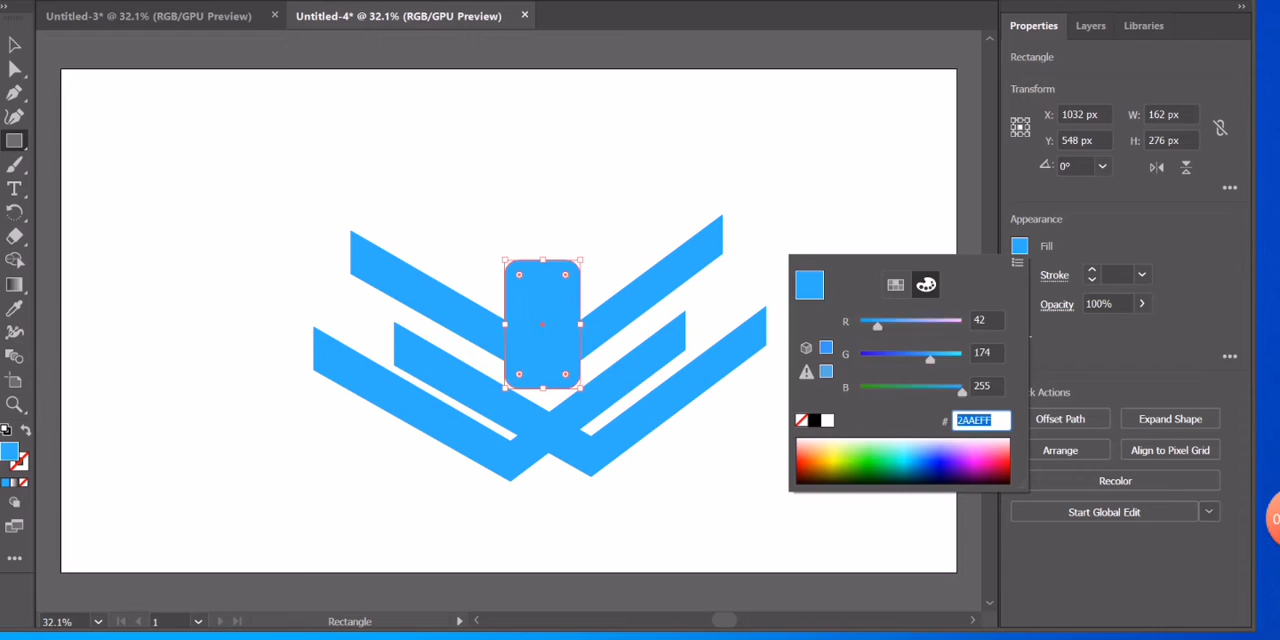 Untitled-3* @ 32.1% (RGB/GPU Preview) × Untitled-4* @ 32.1% (RGB/GPU Preview) ×
Properties Layers Libraries
Rectangle
Transform
X: 1032 px W: 162 px
Y: 548 px H: 276 px
0°
Appearance
Fill
Stroke
Opacity 100%
R 42
G 174
B 255
# 2AAEFF
k Actions
Offset Path Expand Shape
Arrange Align to Pixel Grid
Recolor
Start Global Edit
T
32.1% 1 Rectangle